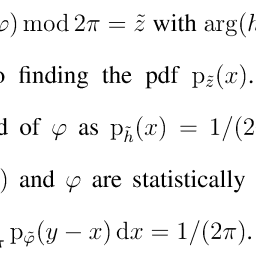 φ) mod 2π = z̃ with arg(h
finding the pdf p_z̃(x).
d of φ as p_h̃(x) = 1/(2
) and φ are statistically
p_φ̃(y − x) dx = 1/(2π).